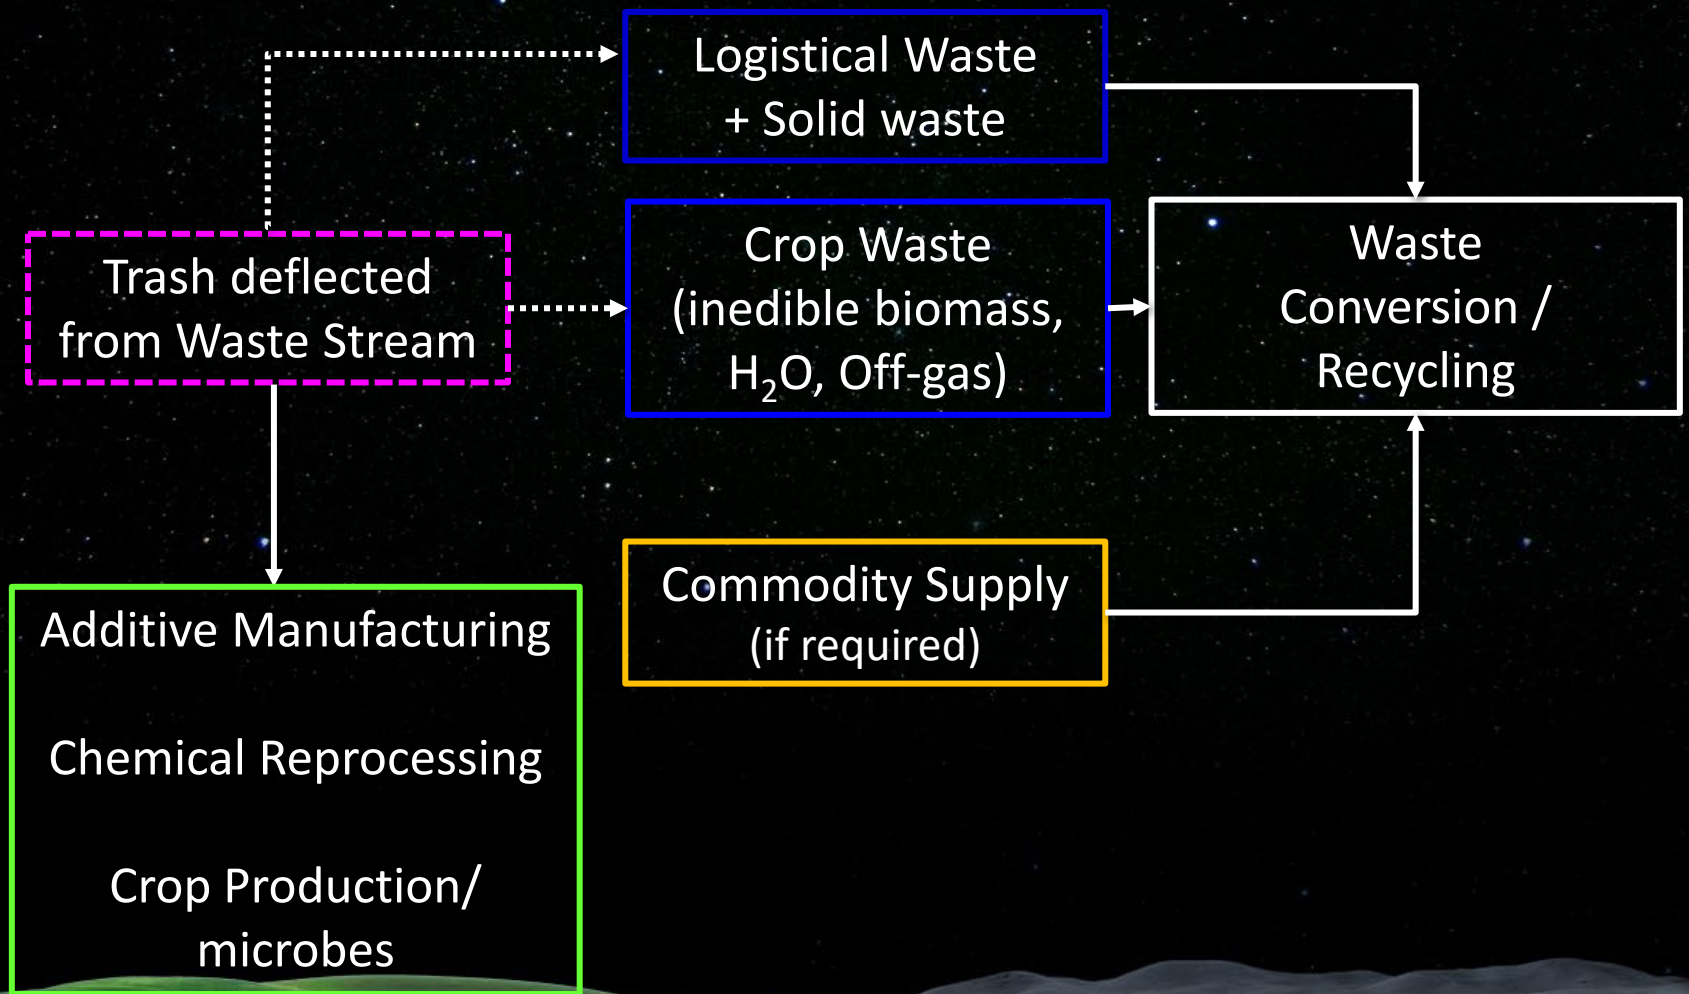 Logistical Waste
+ Solid waste
Trash deflected
from Waste Stream
Crop Waste
(inedible biomass,
H₂O, Off-gas)
Waste
Conversion /
Recycling
Commodity Supply
(if required)
Additive Manufacturing
Chemical Reprocessing
Crop Production/
microbes